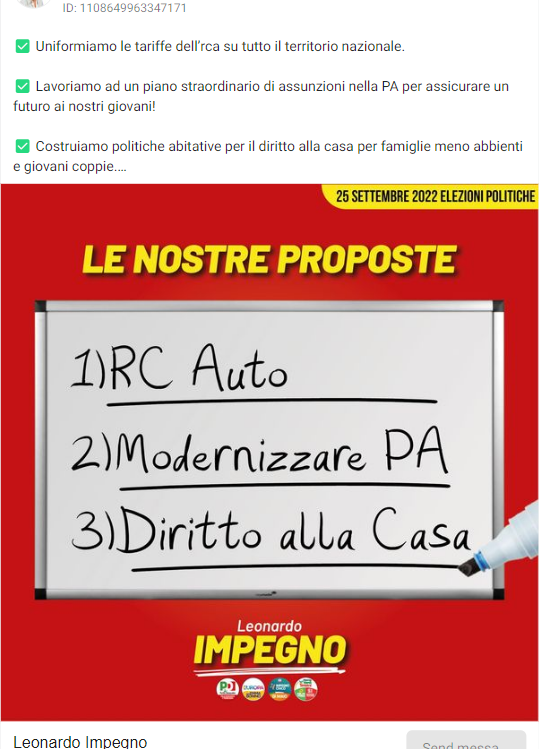 ID: 1108649963347171
✅ Uniformiamo le tariffe dell'rca su tutto il territorio nazionale.
✅ Lavoriamo ad un piano straordinario di assunzioni nella PA per assicurare un
futuro ai nostri giovani!
✅ Costruiamo politiche abitative per il diritto alla casa per famiglie meno abbienti
e giovani coppie....
25 SETTEMBRE 2022 ELEZIONI POLITICHE
LE NOSTRE PROPOSTE
1)RC Auto
2)Modernizzare PA
3)Diritto alla Casa
Leonardo
IMPEGNO
PD
Leonardo Impegno
Send messa